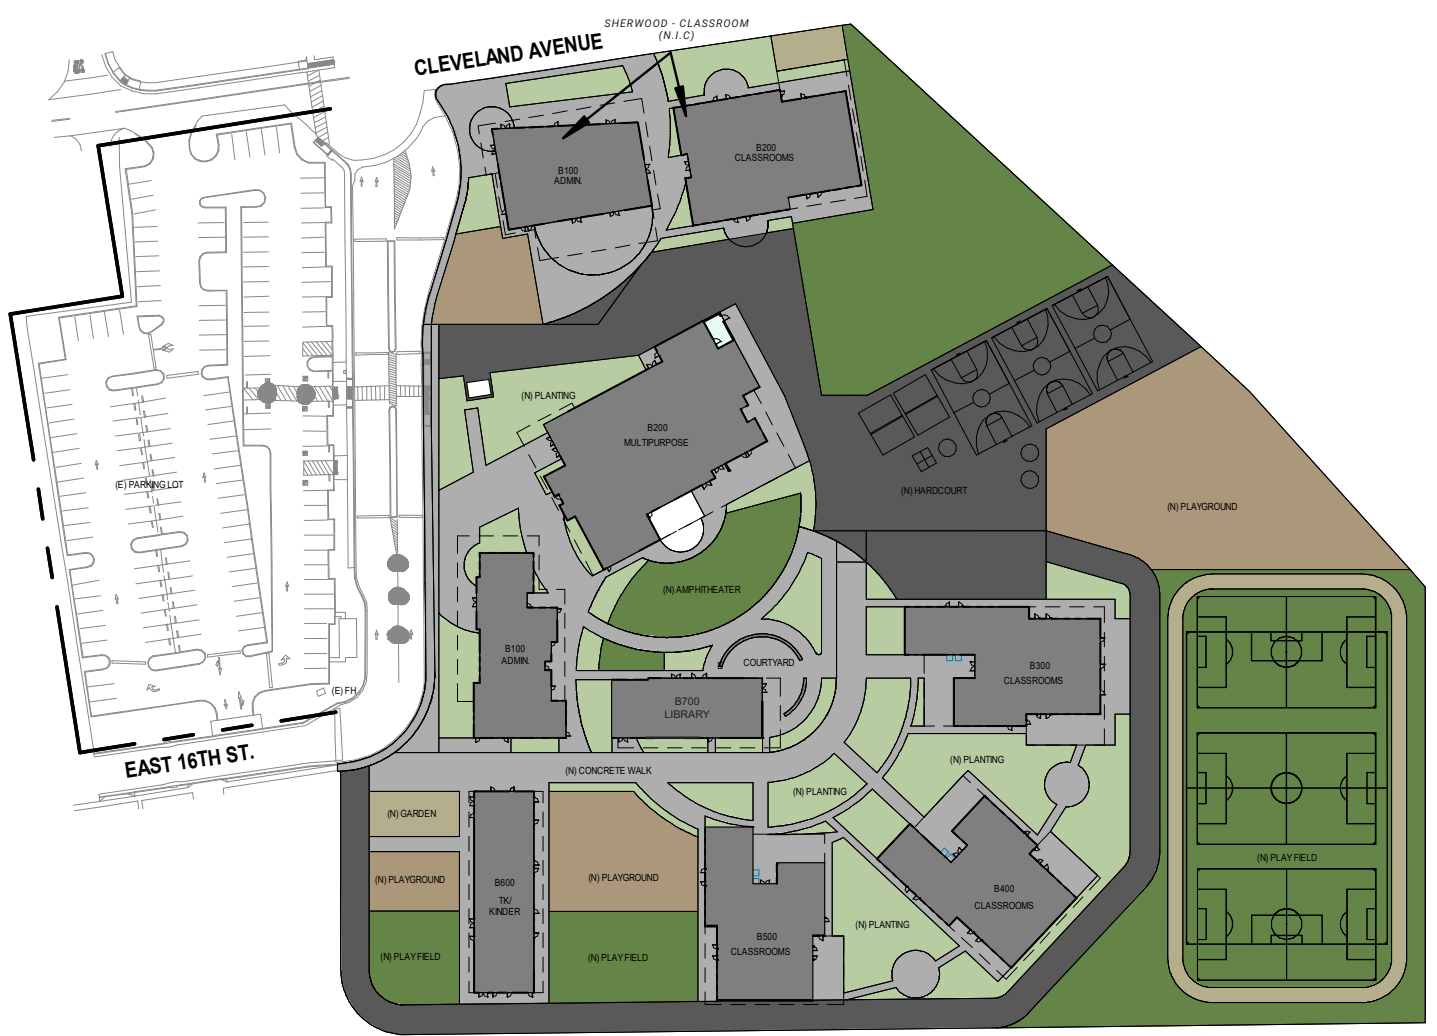 SHERWOOD - CLASSROOM
(N.I.C)
CLEVELAND AVENUE
B200
CLASSROOMS
B100
ADMIN.
(N) PLANTING
B200
MULTIPURPOSE
(E) PARKING LOT
(N) HARDCOURT
(N) PLAYGROUND
(N) AMPHITHEATER
B100
ADMIN.
COURTYARD
B300
CLASSROOMS
(E) FH
B700
LIBRARY
EAST 16TH ST.
(N) CONCRETE WALK
(N) PLANTING
(N) PLANTING
(N) GARDEN
(N) PLAYGROUND
B600
TK/
KINDER
(N) PLAYGROUND
(N) PLAY FIELD
B400
CLASSROOMS
(N) PLANTING
B500
CLASSROOMS
(N) PLAY FIELD
(N) PLAY FIELD